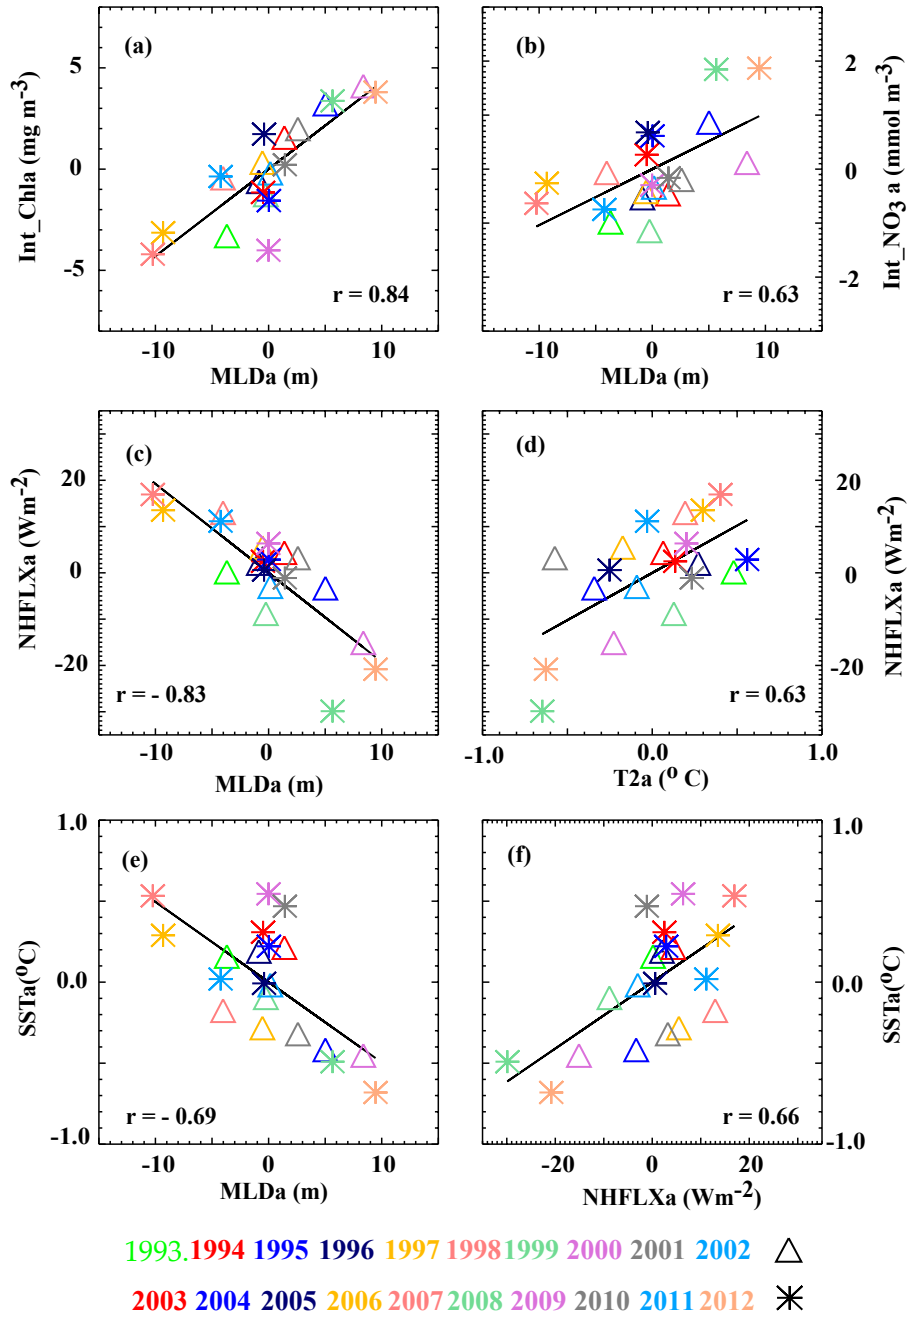 (a)
Int_Chla (mg m⁻³)
5
0
-5
r = 0.84
-10 0 10
MLDa (m)
(b)
2
0
-2
Int_NO₃ a (mmol m⁻³)
r = 0.63
-10 0 10
MLDa (m)
(c)
NHFLXa (Wm⁻²)
20
0
-20
r = - 0.83
-10 0 10
MLDa (m)
(d)
20
0
-20
NHFLXa (Wm⁻²)
r = 0.63
-1.0 0.0 1.0
T2a (⁰ C)
(e)
SSTa(⁰C)
1.0
0.0
-1.0
r = - 0.69
-10 0 10
MLDa (m)
(f)
1.0
0.0
-1.0
SSTa(⁰C)
r = 0.66
-20 0 20
NHFLXa (Wm⁻²)
1993. 1994 1995 1996 1997 1998 1999 2000 2001 2002
2003 2004 2005 2006 2007 2008 2009 2010 2011 2012